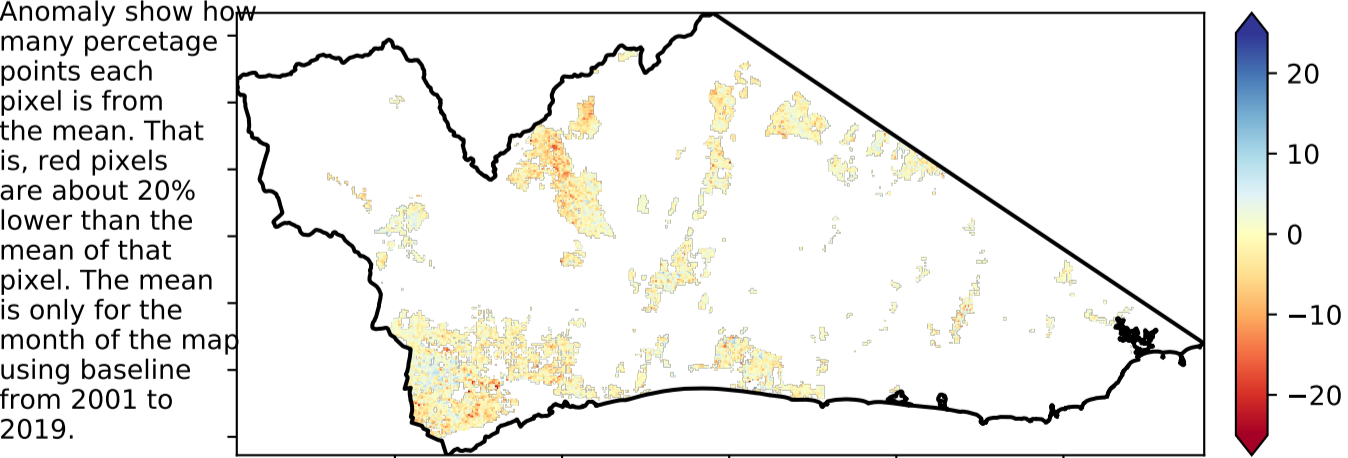 Anomaly show how
many percetage
points each
pixel is from
the mean. That
is, red pixels
are about 20%
lower than the
mean of that
pixel. The mean
is only for the
month of the map
using baseline
from 2001 to
2019.
20
10
0
−10
−20